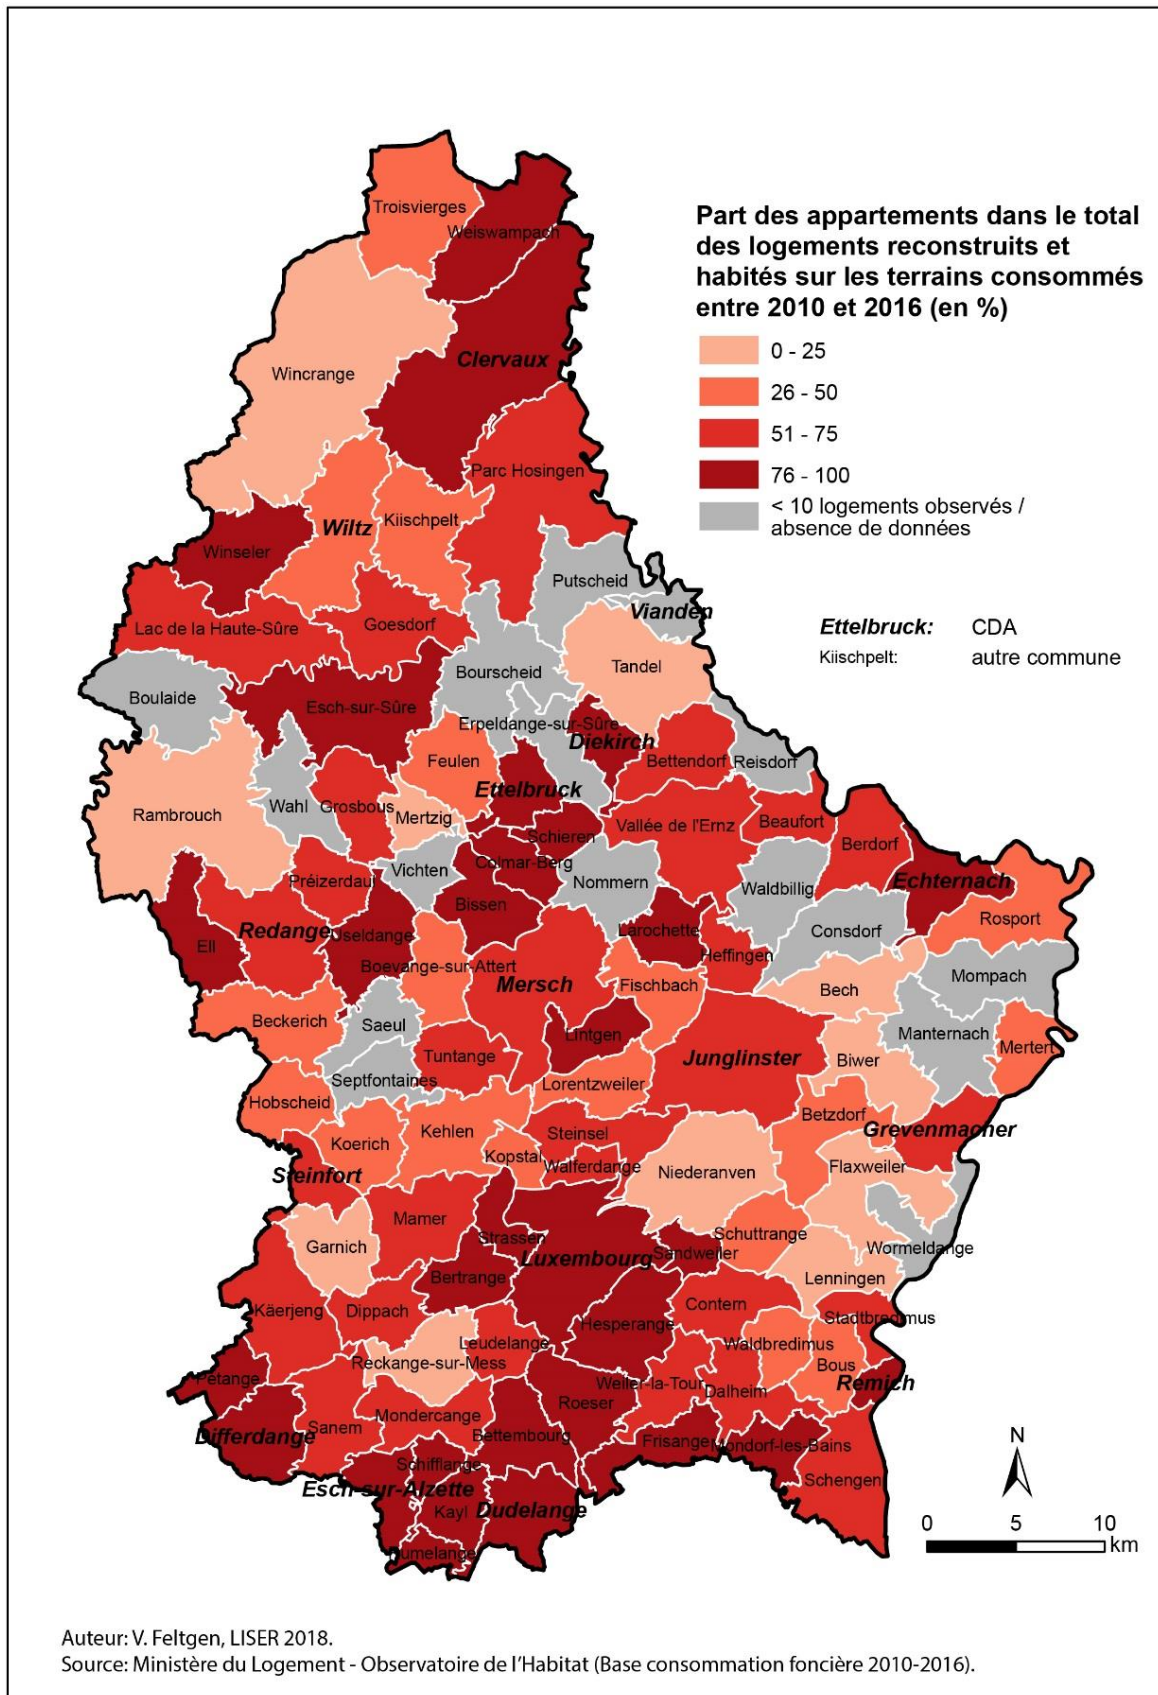 Part des appartements dans le total
des logements reconstruits et
habités sur les terrains consommés
entre 2010 et 2016 (en %)
0 - 25
26 - 50
51 - 75
76 - 100
< 10 logements observés /
absence de données
Ettelbruck: CDA
Kiischpelt: autre commune
Troisvierges
Weiswampach
Clervaux
Wincrange
Parc Hosingen
Wiltz
Kiischpelt
Winseler
Putscheid
Vianden
Lac de la Haute-Sûre
Goesdorf
Tandel
Bourscheid
Boulaide
Esch-sur-Sûre
Erpeldange-sur-Sûre
Diekirch
Bettendorf
Reisdorf
Feulen
Ettelbruck
Rambrouch
Wahl
Grosbous
Mertzig
Schieren
Vallée de l'Ernz
Beaufort
Berdorf
Colmar-Berg
Préizerdaul
Vichten
Nommern
Waldbillig
Echternach
Bissen
Rosport
Ell
Redange
Useldange
Larochette
Consdorf
Heffingen
Boevange-sur-Attert
Mersch
Fischbach
Bech
Mompach
Beckerich
Saeul
Lintgen
Manternach
Mertert
Tuntange
Junglinster
Biwer
Septfontaines
Lorentzweiler
Hobscheid
Betzdorf
Grevenmacher
Koerich
Kehlen
Kopstal
Steinsel
Walferdange
Steinfort
Niederanven
Flaxweiler
Mamer
Garnich
Strassen
Luxembourg
Sandweiler
Schuttrange
Wormeldange
Bertrange
Lenningen
Käerjeng
Dippach
Contern
Stadtbredimus
Hesperange
Leudelange
Waldbredimus
Reckange-sur-Mess
Bous
Pétange
Weiler-la-Tour
Dalheim
Remich
Roeser
Differdange
Sanem
Mondercange
Bettembourg
Frisange
Mondorf-les-Bains
Schifflange
Schengen
Esch-sur-Alzette
Kayl
Dudelange
Rumelange
N
0 5 10
km
Auteur: V. Feltgen, LISER 2018.
Source: Ministère du Logement - Observatoire de l'Habitat (Base consommation foncière 2010-2016).